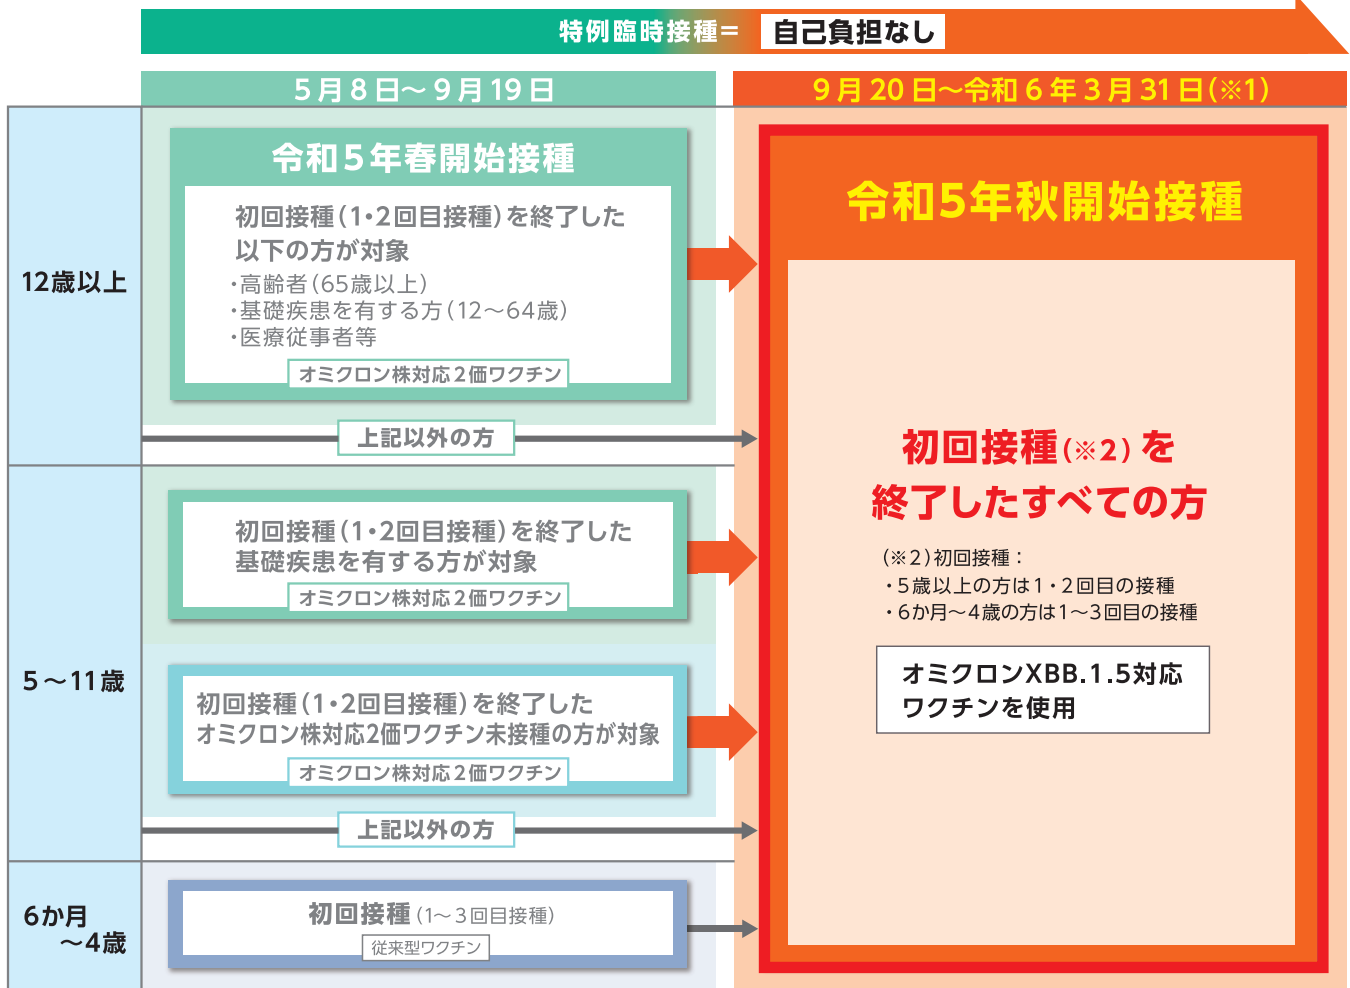 特例臨時接種＝ 自己負担なし
5月8日～9月19日
9月20日～令和6年3月31日(※1)
12歳以上
令和5年春開始接種
初回接種(1・2回目接種)を終了した
以下の方が対象
・高齢者(65歳以上)
・基礎疾患を有する方(12～64歳)
・医療従事者等
オミクロン株対応2価ワクチン
上記以外の方
5～11歳
初回接種(1・2回目接種)を終了した
基礎疾患を有する方が対象
オミクロン株対応2価ワクチン
初回接種(1・2回目接種)を終了した
オミクロン株対応2価ワクチン未接種の方が対象
オミクロン株対応2価ワクチン
上記以外の方
6か月
～4歳
初回接種(1～3回目接種)
従来型ワクチン
令和5年秋開始接種
初回接種(※2)を
終了したすべての方
(※2)初回接種：
・5歳以上の方は1・2回目の接種
・6か月～4歳の方は1～3回目の接種
オミクロンXBB.1.5対応
ワクチンを使用